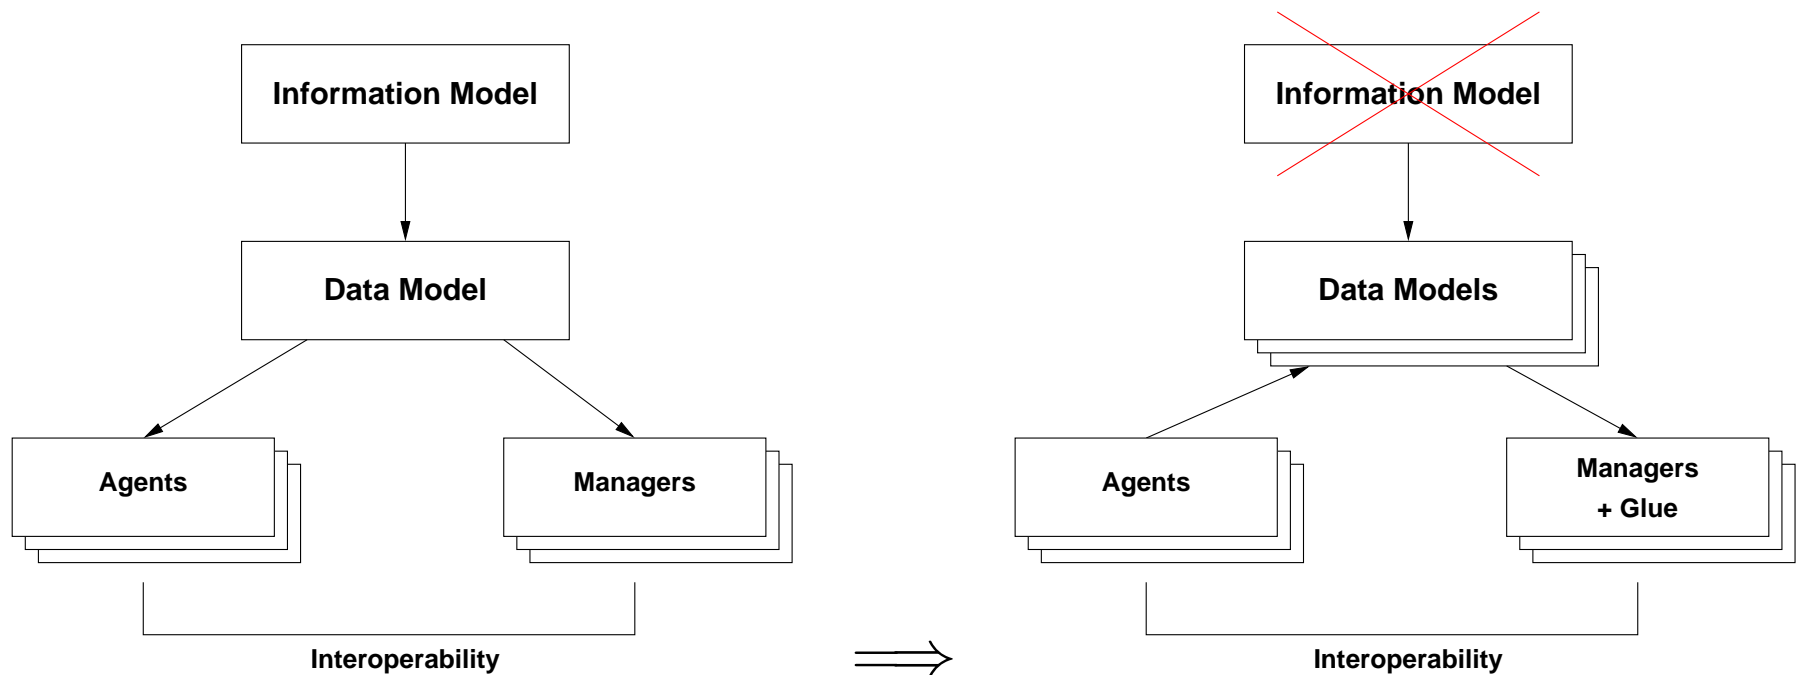 Information Model
Data Model
Agents
Managers
Interoperability
Information Model
Data Models
Agents
Managers
+ Glue
Interoperability